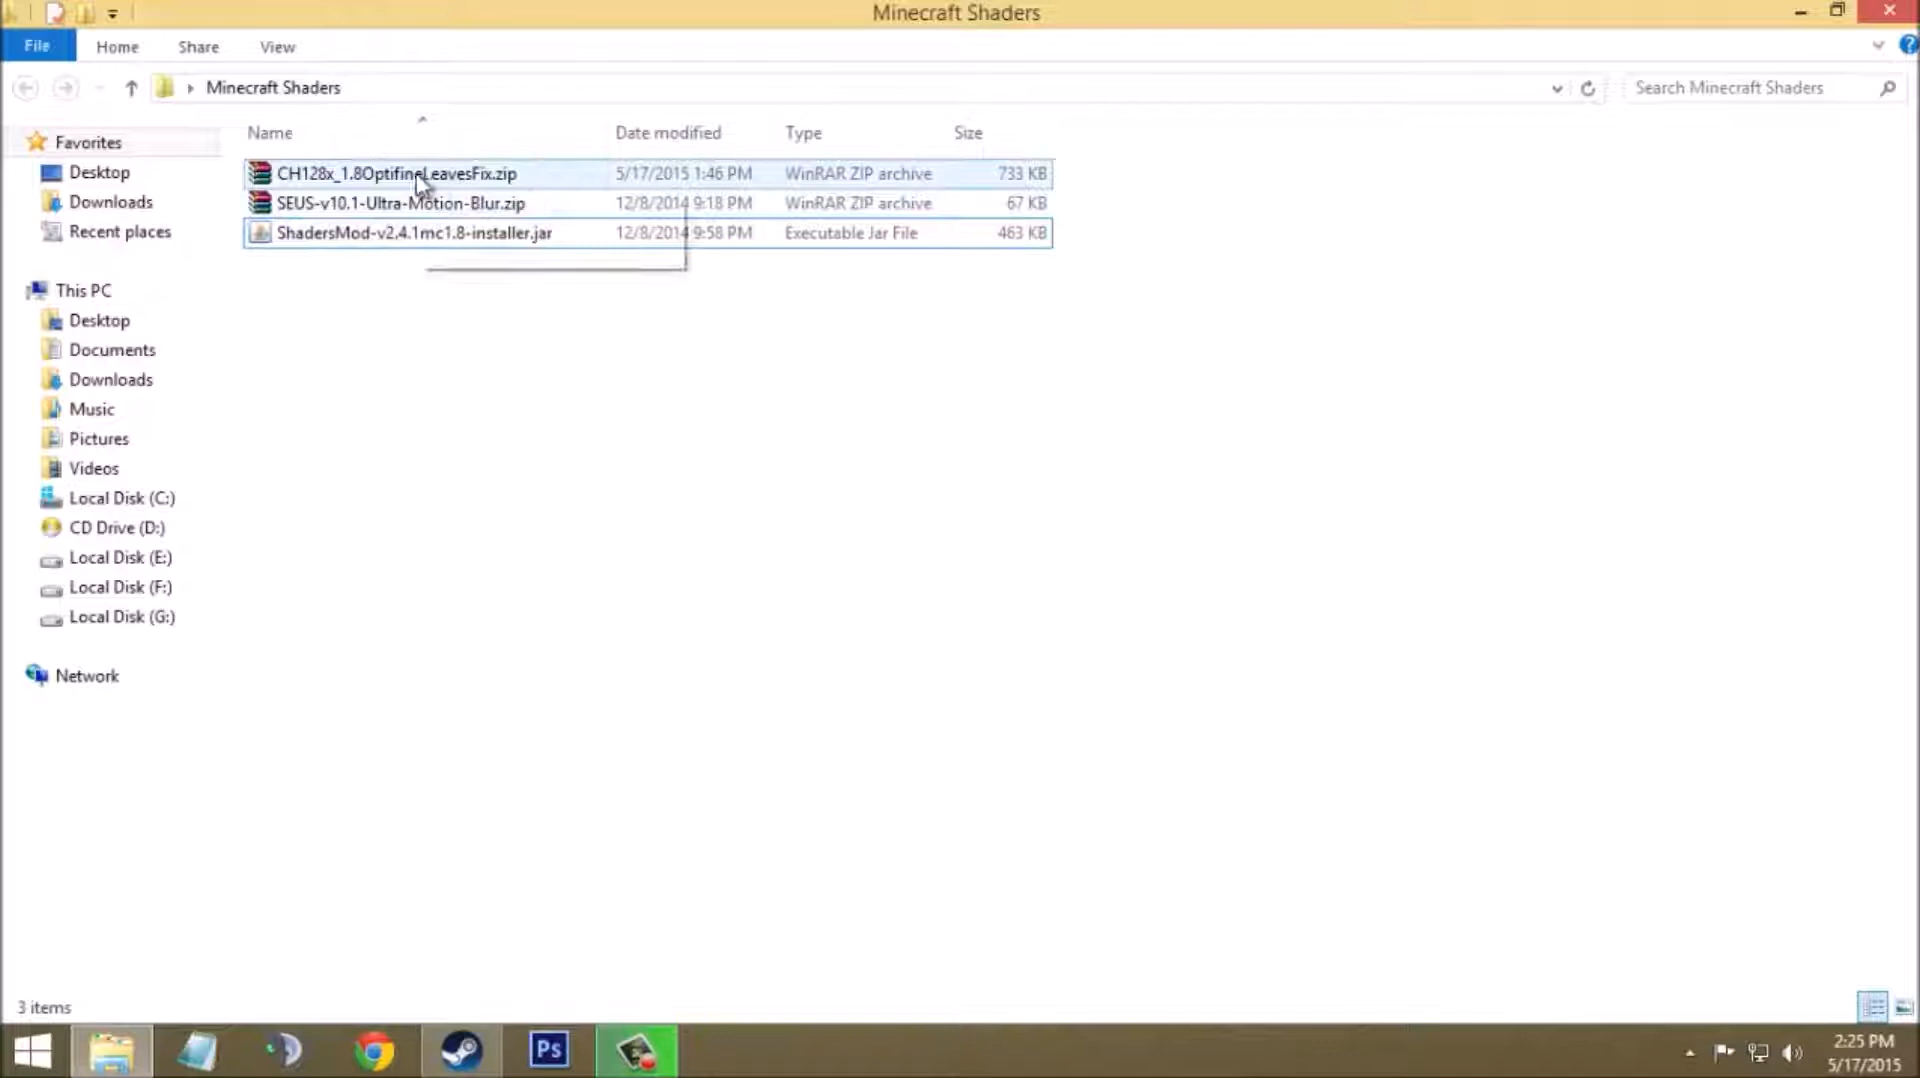 Minecraft Shaders
File Home Share View
Minecraft Shaders
Search Minecraft Shaders
Name Date modified Type Size
Favorites
Desktop
Downloads
Recent places
This PC
Desktop
Documents
Downloads
Music
Pictures
Videos
Local Disk (C:)
CD Drive (D:)
Local Disk (E:)
Local Disk (F:)
Local Disk (G:)
Network
CH128x_1.8OptifineLeavesFix.zip 5/17/2015 1:46 PM WinRAR ZIP archive 733 KB
SEUS-v10.1-Ultra-Motion-Blur.zip 12/8/2014 9:18 PM WinRAR ZIP archive 67 KB
ShadersMod-v2.4.1mc1.8-installer.jar 12/8/2014 9:58 PM Executable Jar File 463 KB
3 items
Ps
2:25 PM
5/17/2015